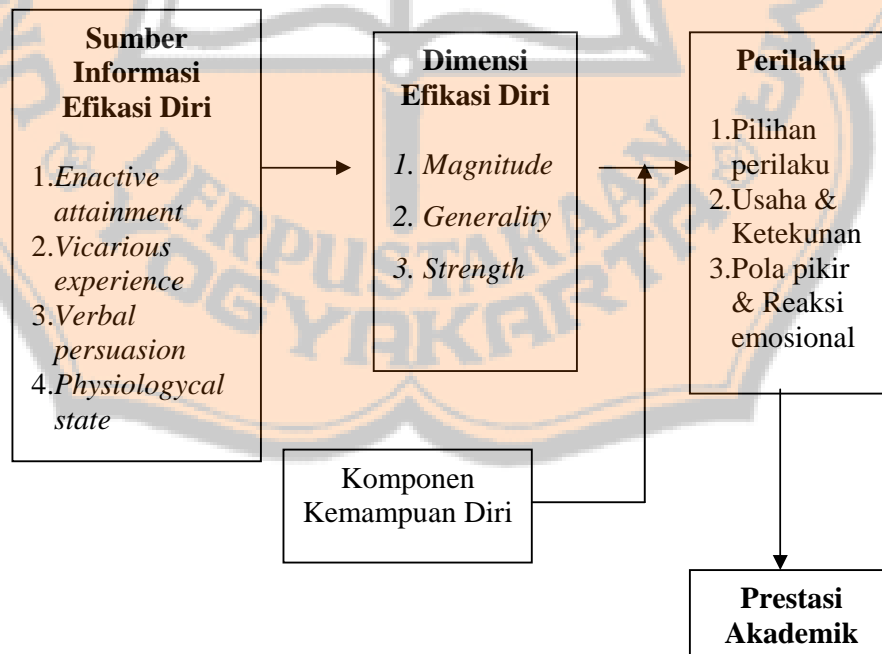 Sumber
Informasi
Efikasi Diri
1.Enactive
attainment
2.Vicarious
experience
3.Verbal
persuasion
4.Physiologycal
state
Dimensi
Efikasi Diri
1. Magnitude
2. Generality
3. Strength
Perilaku
1.Pilihan
perilaku
2.Usaha &
Ketekunan
3.Pola pikir
& Reaksi
emosional
Komponen
Kemampuan Diri
Prestasi
Akademik
PERPUSTAKAAN
YOGYAKARTA